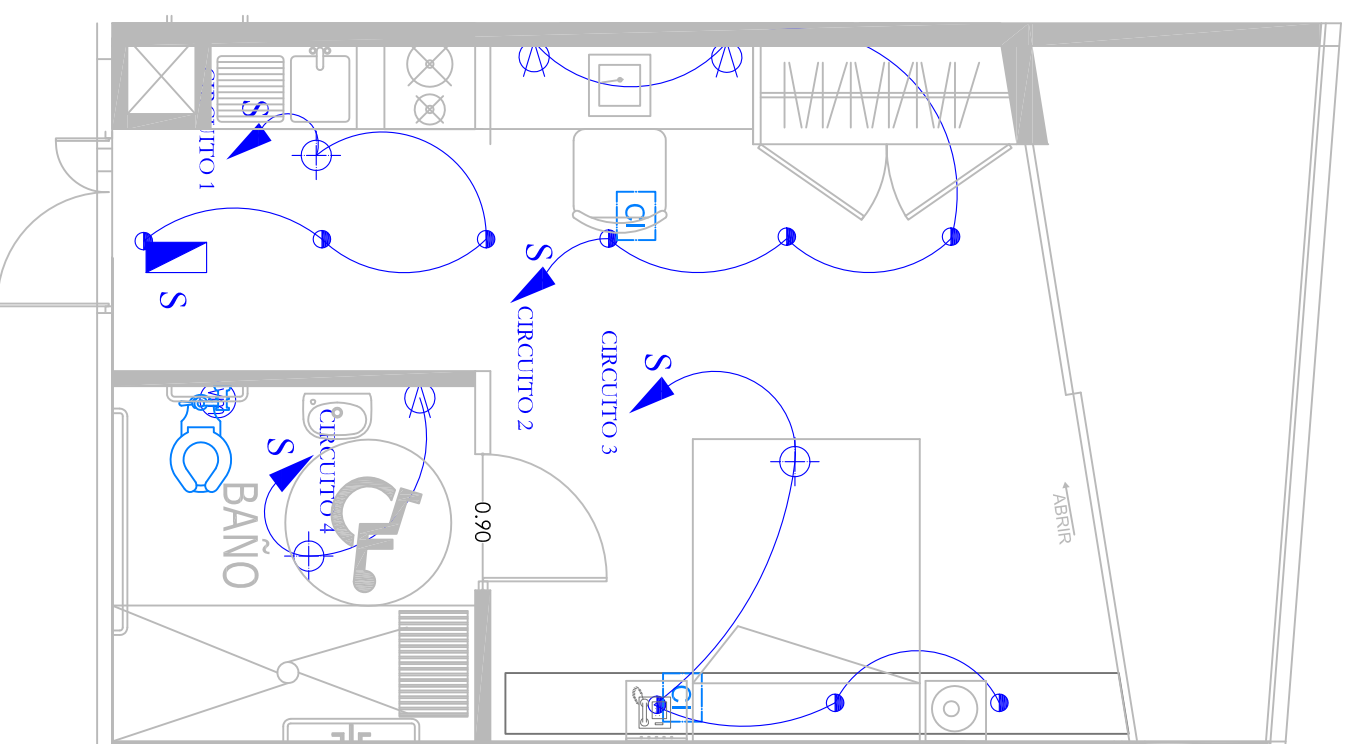 CIRCUITO 1
S
S
CI
S
CIRCUITO 2
CIRCUITO 3
S
S
CIRCUITO 4
BAÑO
0.90
ABRIR
CI